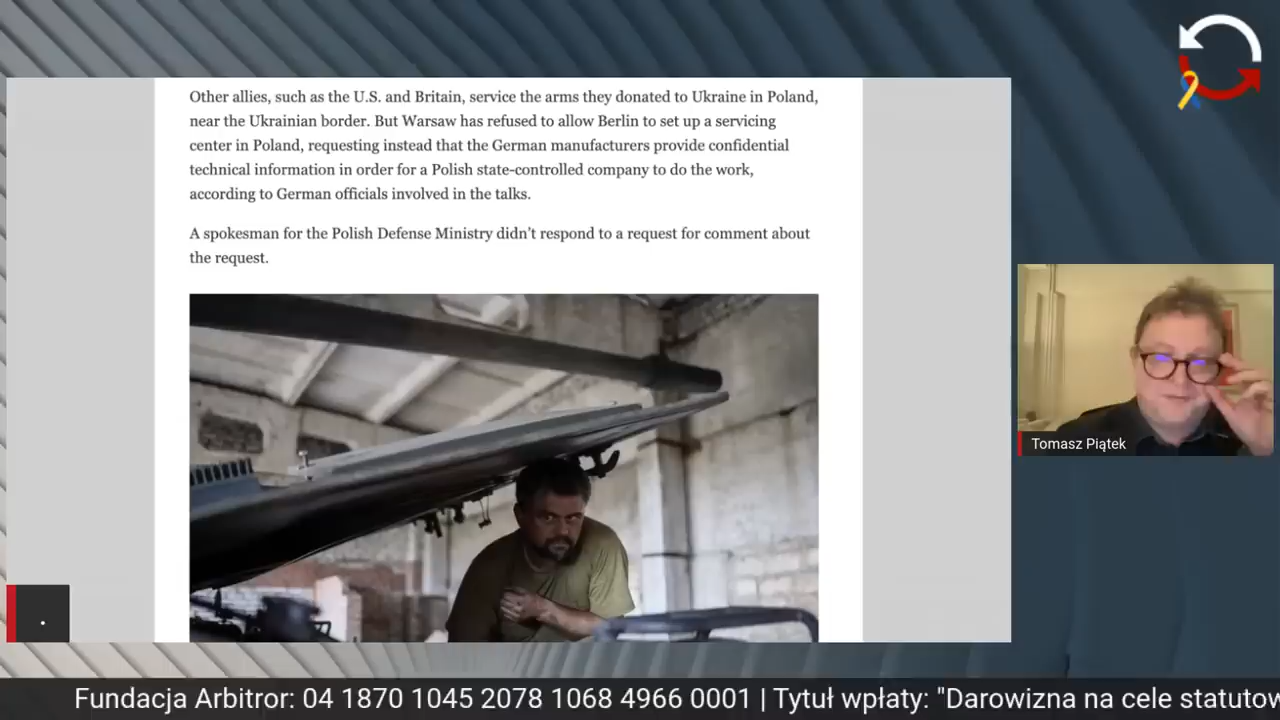 Other allies, such as the U.S. and Britain, service the arms they donated to Ukraine in Poland,
near the Ukrainian border. But Warsaw has refused to allow Berlin to set up a servicing
center in Poland, requesting instead that the German manufacturers provide confidential
technical information in order for a Polish state-controlled company to do the work,
according to German officials involved in the talks.
A spokesman for the Polish Defense Ministry didn’t respond to a request for comment about
the request.
Tomasz Piątek
.
Fundacja Arbitror: 04 1870 1045 2078 1068 4966 0001 | Tytuł wpłaty: "Darowizna na cele statutow